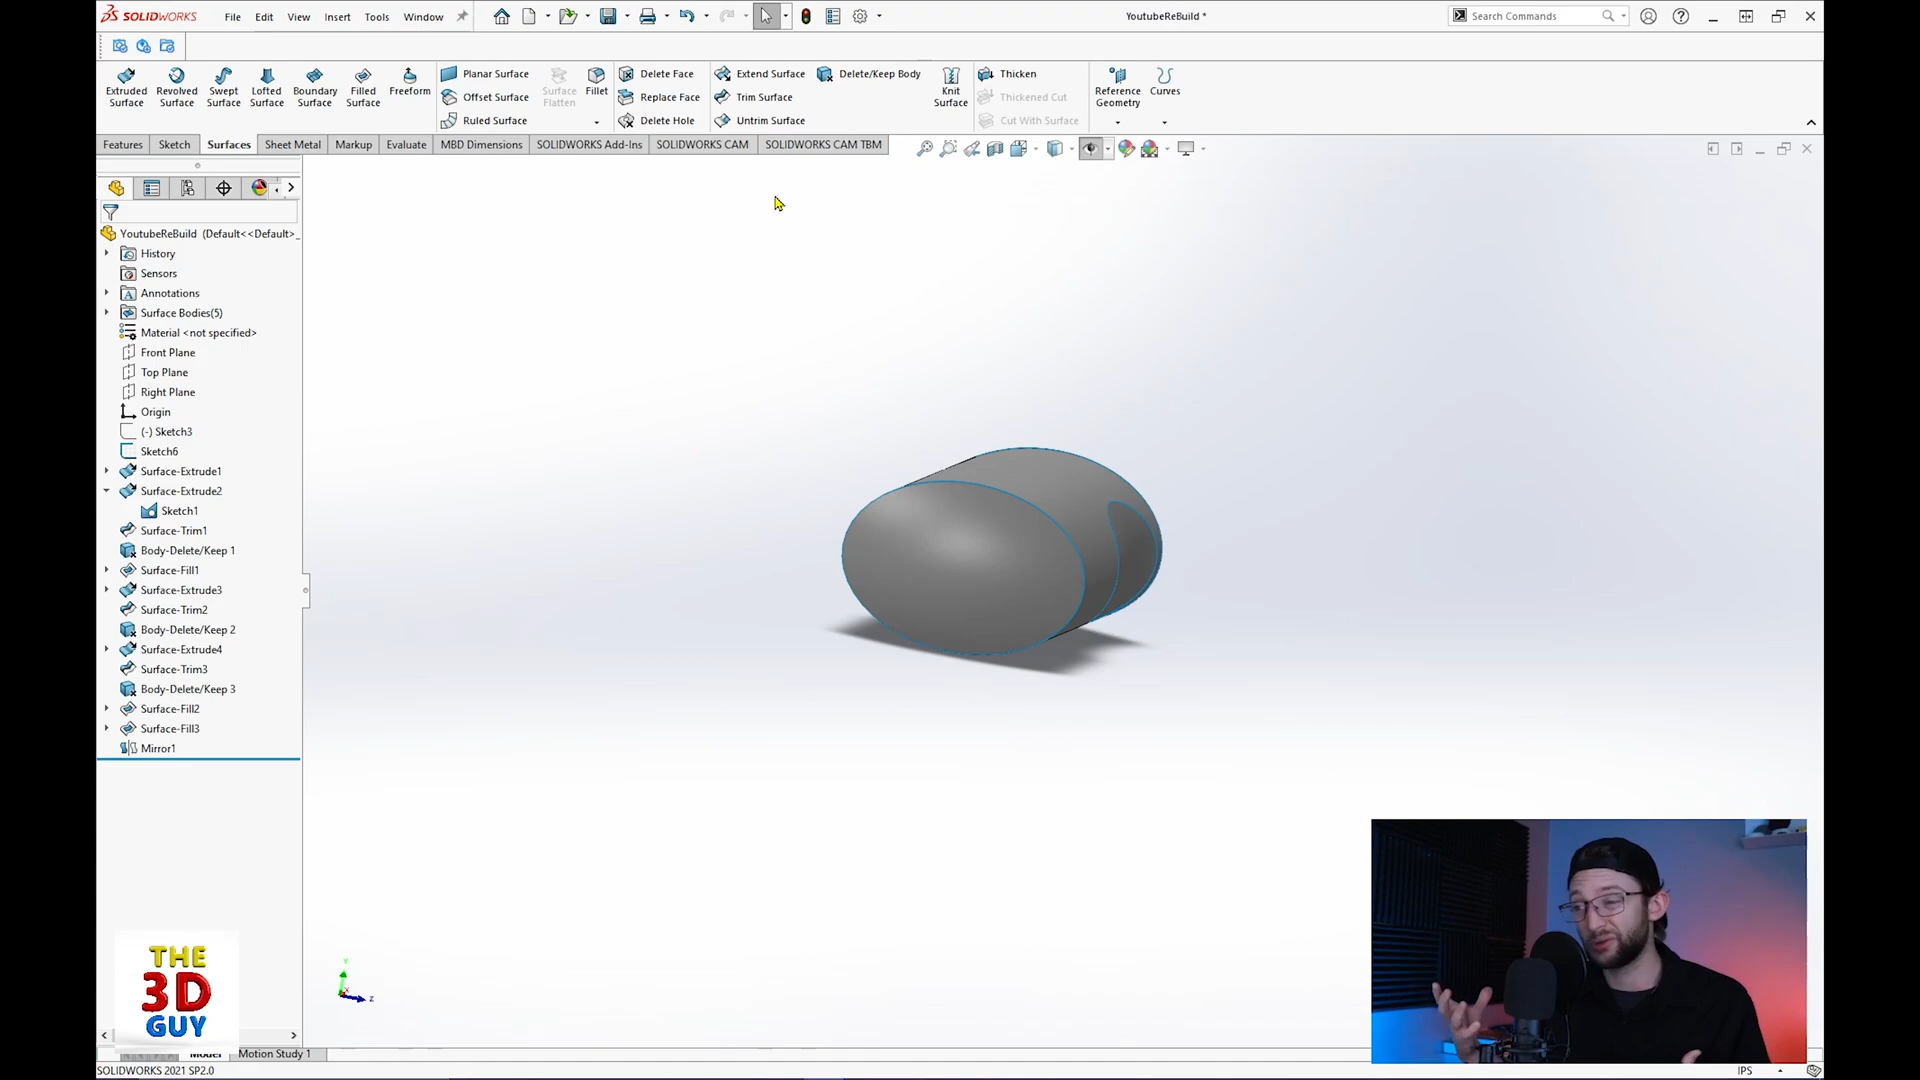 SOLIDWORKS File Edit View Insert Tools Window YoutubeReBuild * Search Commands
Extruded Surface Revolved Surface Swept Surface Lofted Surface Boundary Surface Filled Surface Freeform
Planar Surface
Offset Surface
Ruled Surface
Surface Flatten
Fillet
Delete Face
Replace Face
Delete Hole
Extend Surface
Trim Surface
Untrim Surface
Delete/Keep Body
Knit Surface
Thicken
Thickened Cut
Cut With Surface
Reference Geometry
Curves
Features Sketch Surfaces Sheet Metal Markup Evaluate MBD Dimensions SOLIDWORKS Add-Ins SOLIDWORKS CAM SOLIDWORKS CAM TBM
YoutubeReBuild (Default<<Default>_
History
Sensors
Annotations
Surface Bodies(5)
Material <not specified>
Front Plane
Top Plane
Right Plane
Origin
(-) Sketch3
Sketch6
Surface-Extrude1
Surface-Extrude2
Sketch1
Surface-Trim1
Body-Delete/Keep 1
Surface-Fill1
Surface-Extrude3
Surface-Trim2
Body-Delete/Keep 2
Surface-Extrude4
Surface-Trim3
Body-Delete/Keep 3
Surface-Fill2
Surface-Fill3
Mirror1
THE
3D
GUY
Y
X
Z
Model Motion Study 1
SOLIDWORKS 2021 SP2.0 IPS